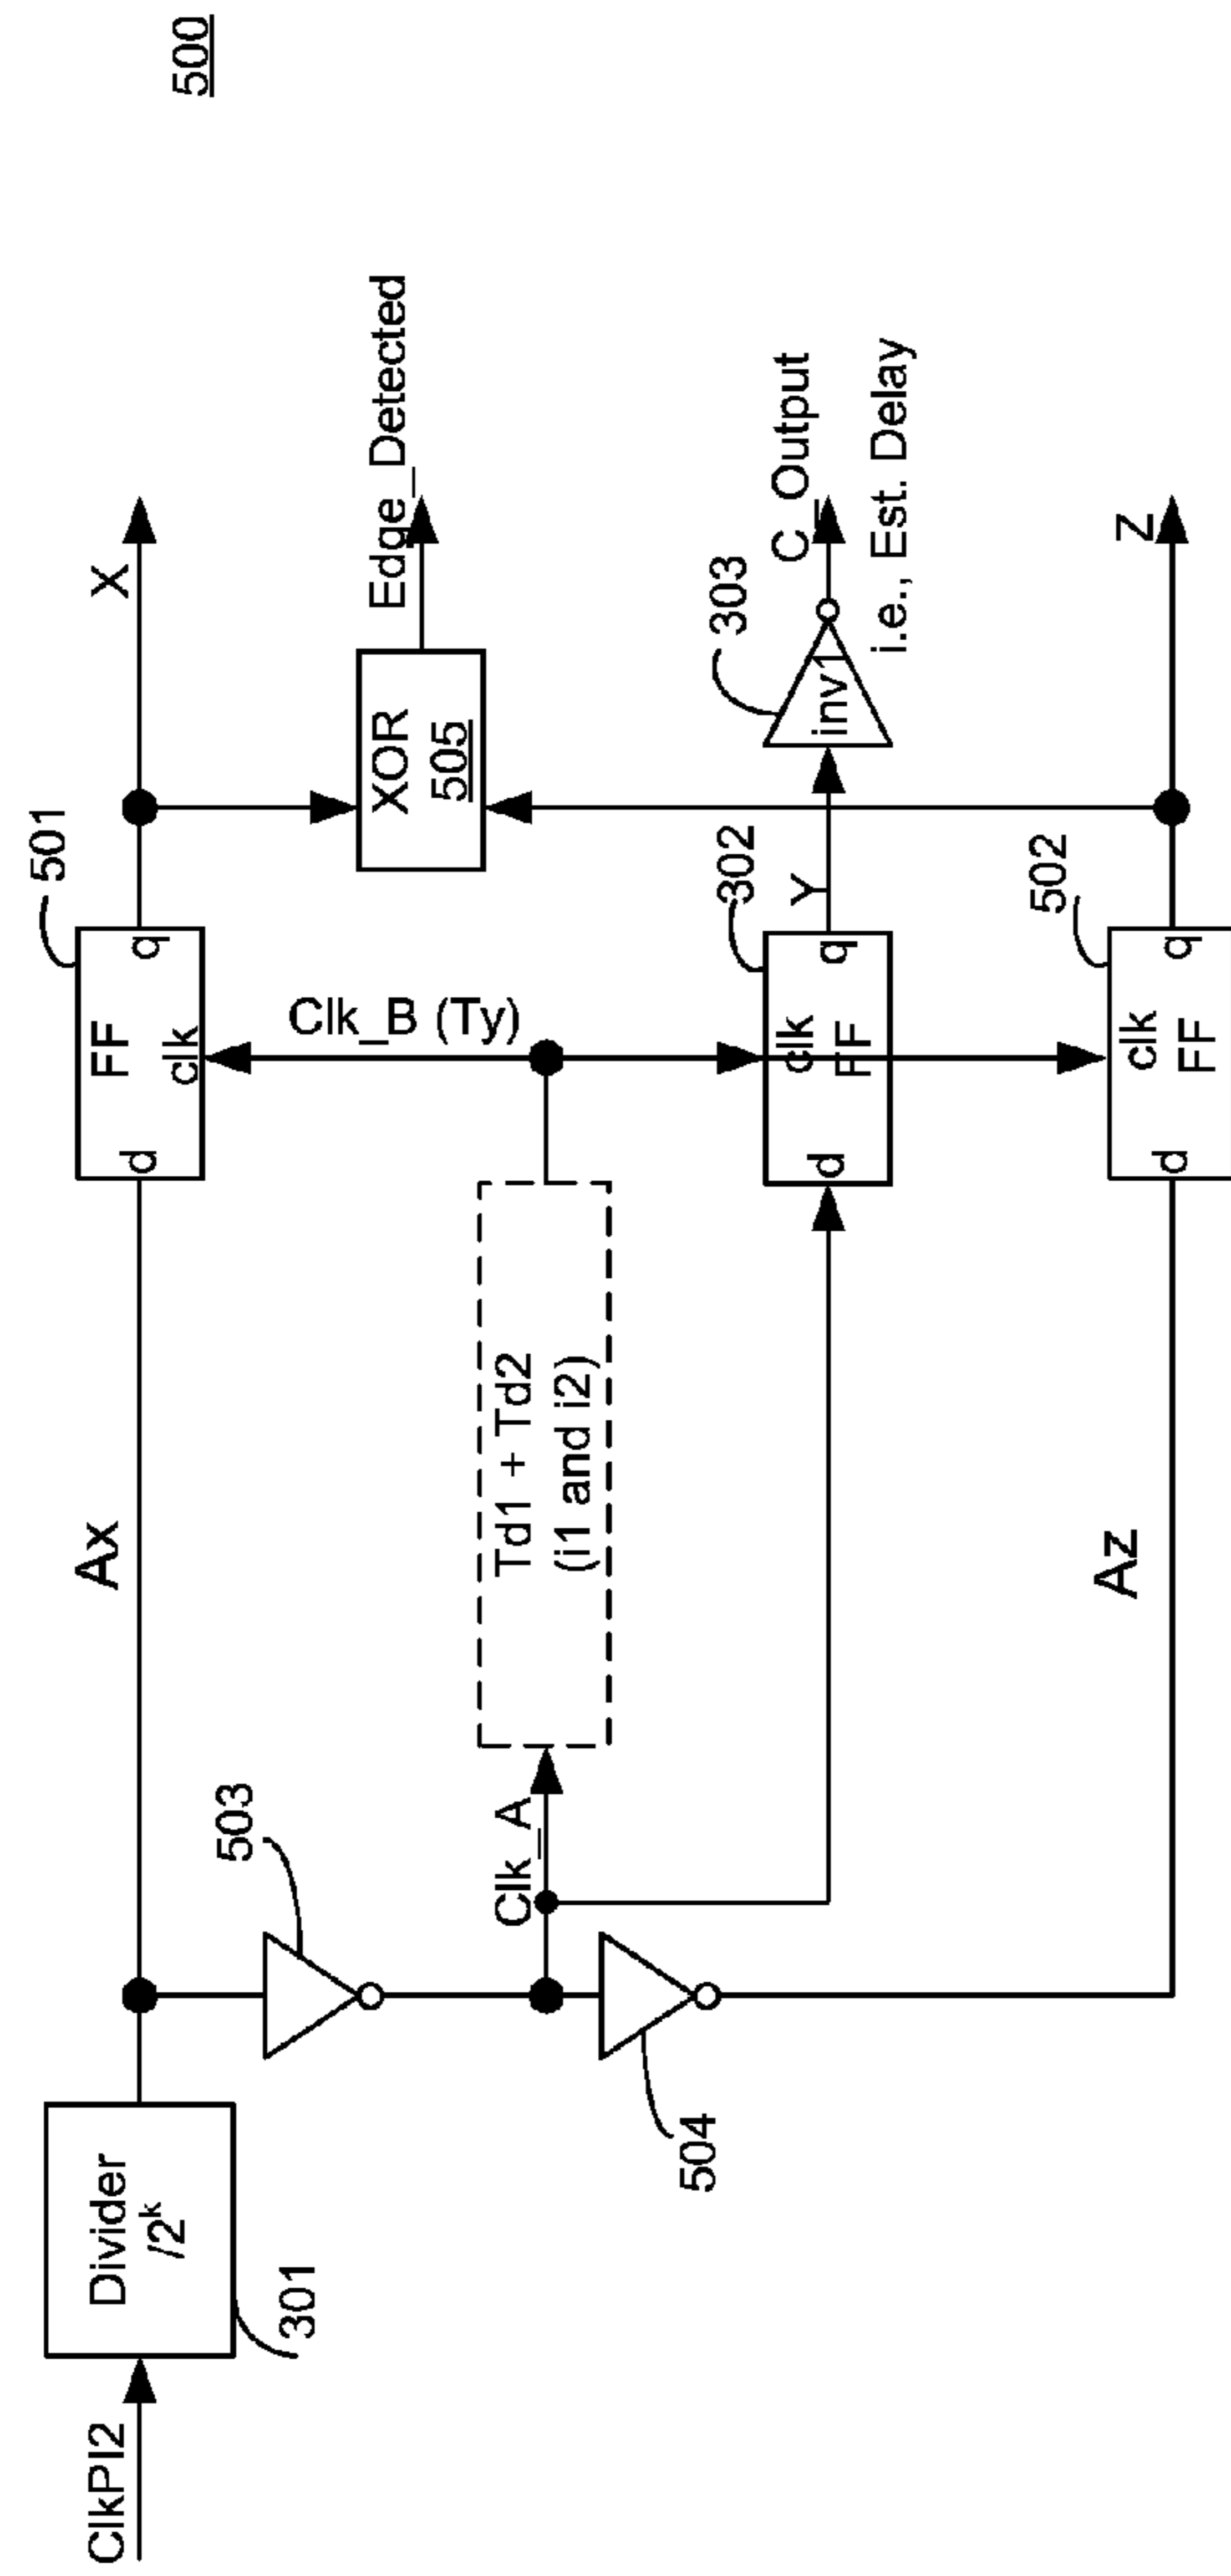 500
ClkPI2
Divider
/2ᵏ
301
503
504
Ax
Clk_A
Td1 + Td2
(i1 and i2)
Az
Clk_B (Ty)
501
d
FF
clk
q
302
d
clk
FF
q
502
d
clk
FF
q
X
XOR
505
Edge_Detected
Y
inv1
303
C_Output
i.e., Est. Delay
Z